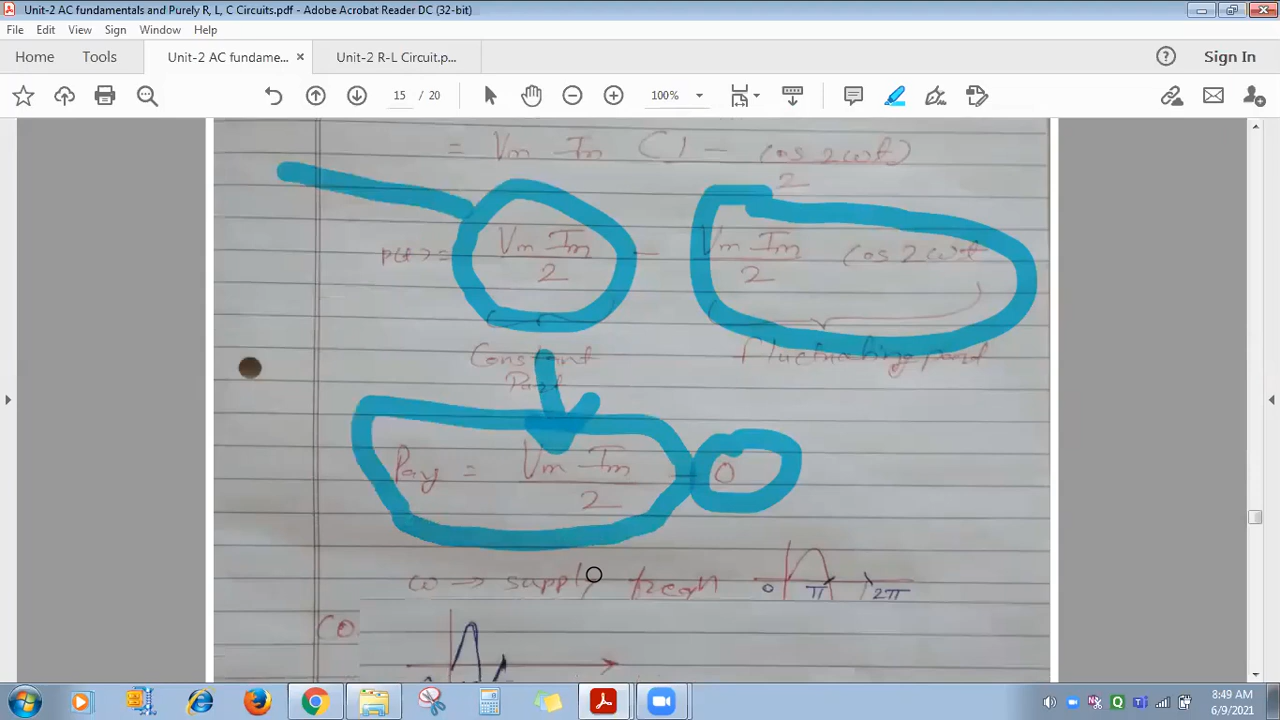 Unit-2 AC fundamentals and Purely R, L, C Circuits.pdf - Adobe Acrobat Reader DC (32-bit)
File Edit View Sign Window Help
Home Tools Unit-2 AC fundame... × Unit-2 R-L Circuit.p... Sign In
15 / 20 100%
= Vm Im (1 - cos 2ωt)
2
p(t) = Vm Im - Vm Im cos 2ωt
2 2
Constant fluctuating part
Part
Pav = Vm Im - 0
2
ω → supply freqn 0 π 2π
8:49 AM
6/9/2021